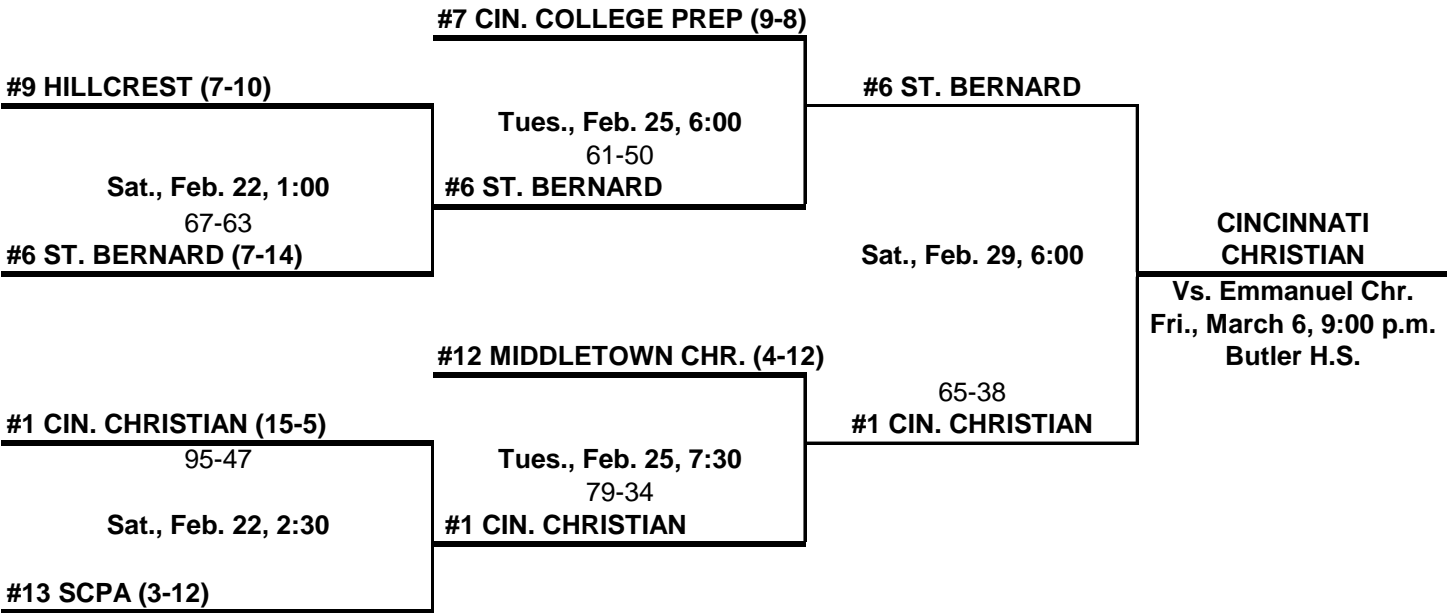 #7 CIN. COLLEGE PREP (9-8)
#9 HILLCREST (7-10)
#6 ST. BERNARD
Tues., Feb. 25, 6:00
61-50
Sat., Feb. 22, 1:00
#6 ST. BERNARD
67-63
#6 ST. BERNARD (7-14)
Sat., Feb. 29, 6:00
CINCINNATI
CHRISTIAN
Vs. Emmanuel Chr.
Fri., March 6, 9:00 p.m.
Butler H.S.
#12 MIDDLETOWN CHR. (4-12)
65-38
#1 CIN. CHRISTIAN (15-5)
#1 CIN. CHRISTIAN
95-47
Tues., Feb. 25, 7:30
79-34
Sat., Feb. 22, 2:30
#1 CIN. CHRISTIAN
#13 SCPA (3-12)